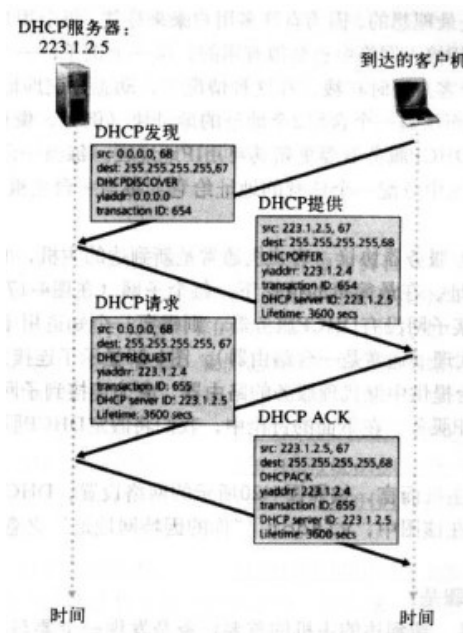 DHCP服务器：
223.1.2.5
到达的客户机
DHCP发现
src: 0.0.0.0, 68
dest: 255.255.255.255,67
DHCPDISCOVER
yiaddr: 0.0.0.0
transaction ID: 654
DHCP提供
src: 223.1.2.5, 67
dest: 255.255.255.255,68
DHCPOFFER
yiaddr: 223.1.2.4
transaction ID: 654
DHCP server ID: 223.1.2.5
Lifetime: 3600 secs
DHCP请求
src: 0.0.0.0, 68
dest: 255.255.255.255, 67
DHCPREQUEST
yiaddr: 223.1.2.4
transaction ID: 655
DHCP server ID: 223.1.2.5
Lifetime: 3600 secs
DHCP ACK
src: 223.1.2.5, 67
dest: 255.255.255.255,68
DHCPACK
yiaddr: 223.1.2.4
transaction ID: 655
DHCP server ID: 223.1.2.5
Lifetime: 3600 secs
时间
时间